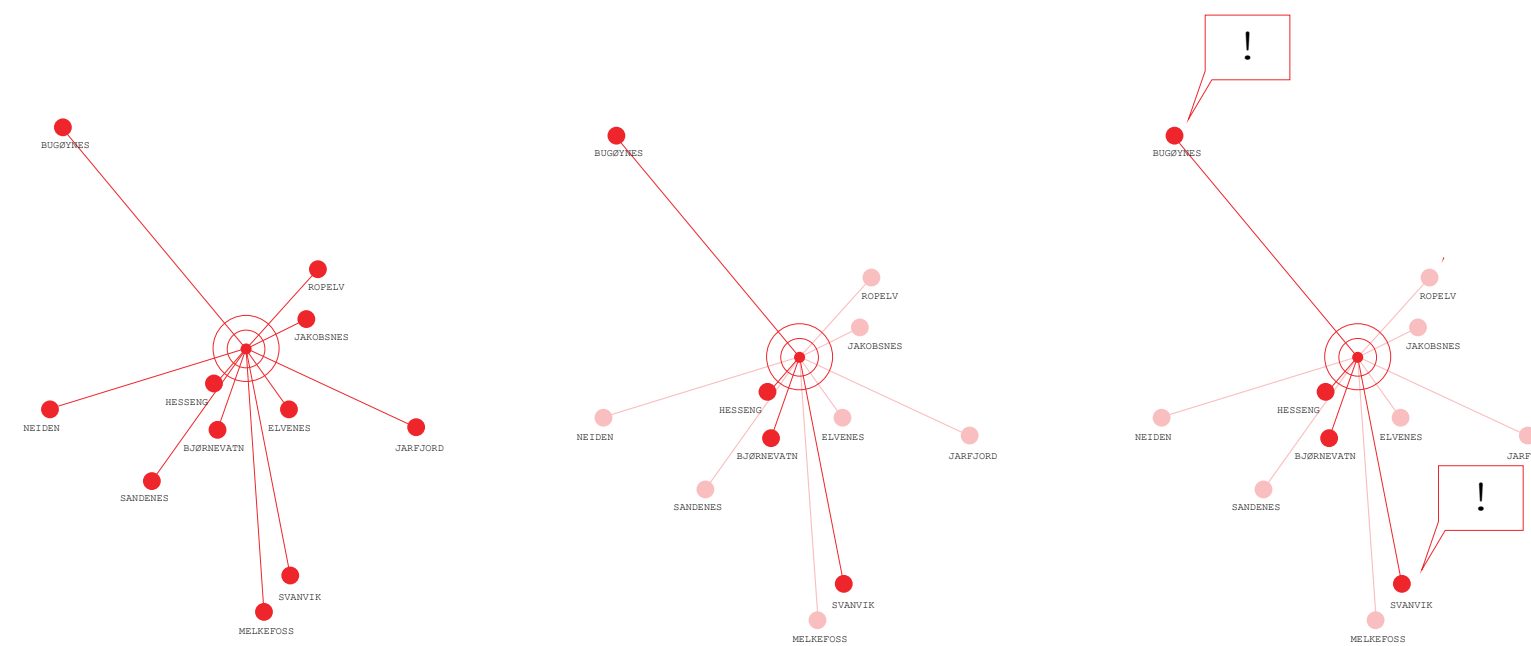 BUGØYNES
ROPELV
JAKOBSNES
HESSENG
NEIDEN
ELVENES
BJØRNEVATN
JARFJORD
SANDENES
SVANVIK
MELKEFOSS
BUGØYNES
ROPELV
JAKOBSNES
HESSENG
NEIDEN
ELVENES
BJØRNEVATN
JARFJORD
SANDENES
SVANVIK
MELKEFOSS
!
BUGØYNES
ROPELV
JAKOBSNES
HESSENG
NEIDEN
ELVENES
BJØRNEVATN
JARF
!
SANDENES
SVANVIK
MELKEFOSS